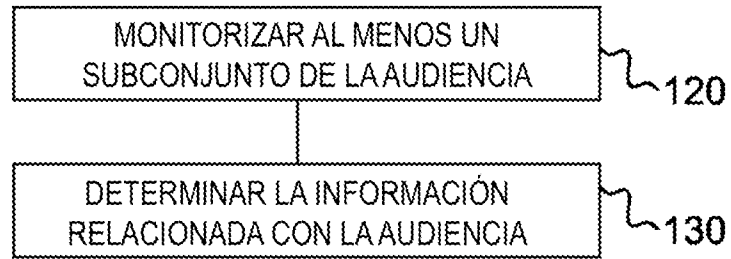 MONITORIZAR AL MENOS UN
SUBCONJUNTO DE LA AUDIENCIA
120
DETERMINAR LA INFORMACIÓN
RELACIONADA CON LA AUDIENCIA
130